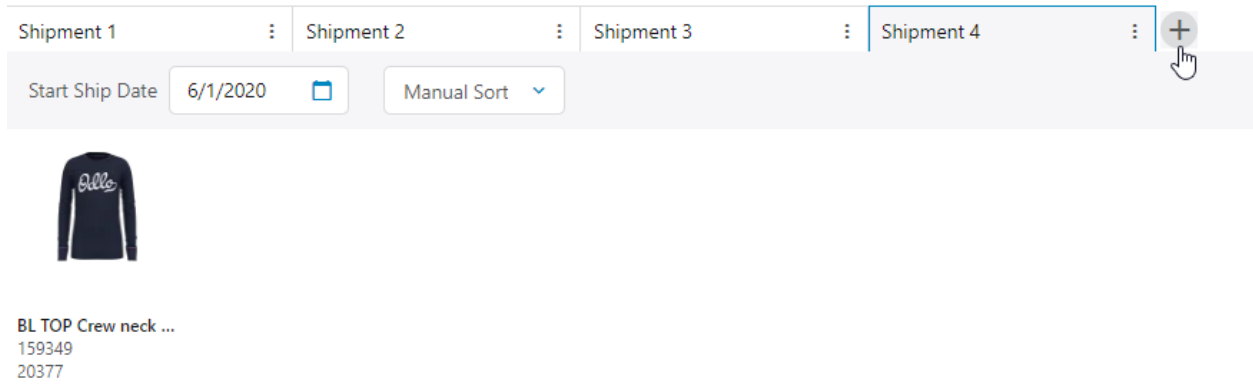 Shipment 1 Shipment 2 Shipment 3 Shipment 4
Start Ship Date 6/1/2020 Manual Sort
Odlo
BL TOP Crew neck ...
159349
20377